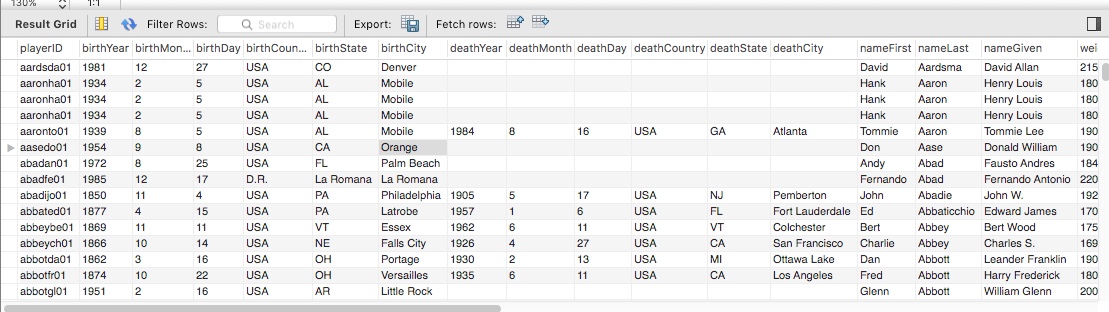 130% 1:1
Result Grid Filter Rows: Search Export: Fetch rows:
playerID birthYear birthMon... birthDay birthCoun... birthState birthCity deathYear deathMonth deathDay deathCountry deathState deathCity nameFirst nameLast nameGiven wei
aardsda01 1981 12 27 USA CO Denver David Aardsma David Allan 215
aaronha01 1934 2 5 USA AL Mobile Hank Aaron Henry Louis 180
aaronha01 1934 2 5 USA AL Mobile Hank Aaron Henry Louis 180
aaronha01 1934 2 5 USA AL Mobile Hank Aaron Henry Louis 180
aaronto01 1939 8 5 USA AL Mobile 1984 8 16 USA GA Atlanta Tommie Aaron Tommie Lee 190
aasedo01 1954 9 8 USA CA Orange Don Aase Donald William 190
abadan01 1972 8 25 USA FL Palm Beach Andy Abad Fausto Andres 184
abadfe01 1985 12 17 D.R. La Romana La Romana Fernando Abad Fernando Antonio 220
abadijo01 1850 11 4 USA PA Philadelphia 1905 5 17 USA NJ Pemberton John Abadie John W. 192
abbated01 1877 4 15 USA PA Latrobe 1957 1 6 USA FL Fort Lauderdale Ed Abbaticchio Edward James 170
abbeybe01 1869 11 11 USA VT Essex 1962 6 11 USA VT Colchester Bert Abbey Bert Wood 175
abbeych01 1866 10 14 USA NE Falls City 1926 4 27 USA CA San Francisco Charlie Abbey Charles S. 169
abbotda01 1862 3 16 USA OH Portage 1930 2 13 USA MI Ottawa Lake Dan Abbott Leander Franklin 190
abbotfr01 1874 10 22 USA OH Versailles 1935 6 11 USA CA Los Angeles Fred Abbott Harry Frederick 180
abbotgl01 1951 2 16 USA AR Little Rock Glenn Abbott William Glenn 200